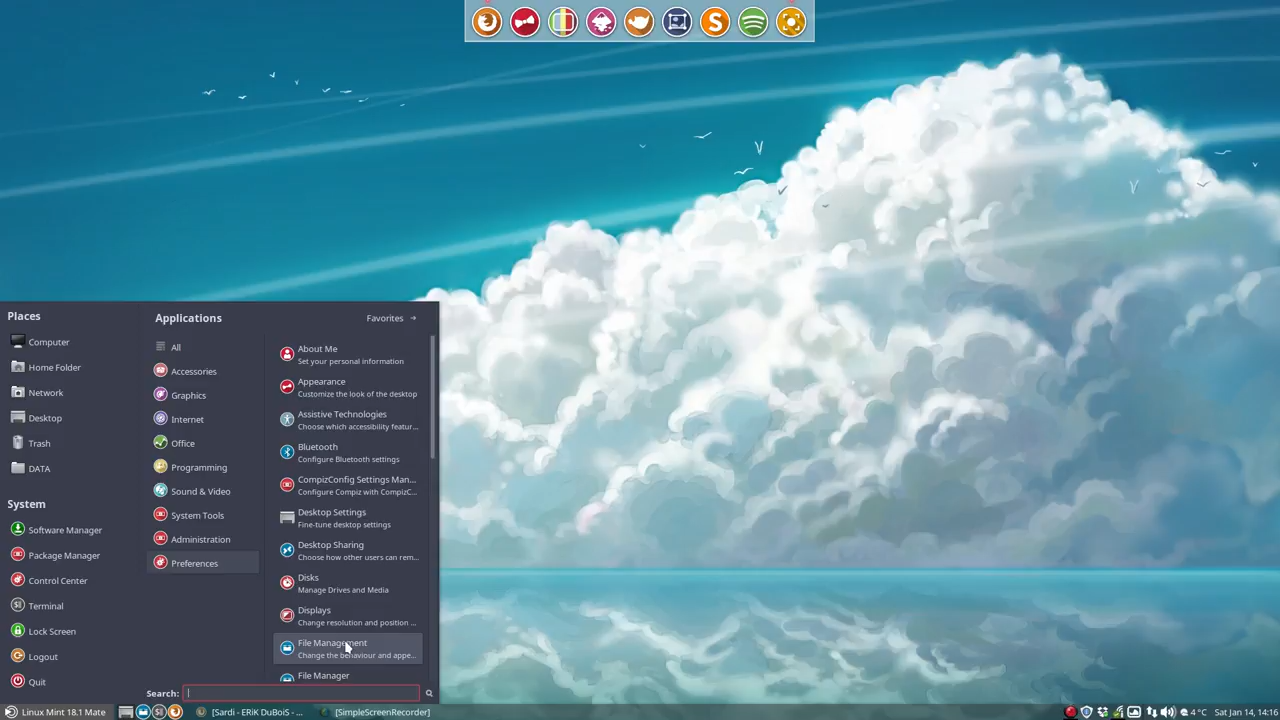 Places
Computer
Home Folder
Network
Desktop
Trash
DATA
System
Software Manager
Package Manager
Control Center
Terminal
Lock Screen
Logout
Quit
Applications
Favorites
All
Accessories
Graphics
Internet
Office
Programming
Sound & Video
System Tools
Administration
Preferences
About Me
Set your personal information
Appearance
Customize the look of the desktop
Assistive Technologies
Choose which accessibility featur...
Bluetooth
Configure Bluetooth settings
CompizConfig Settings Man...
Configure Compiz with CompizC...
Desktop Settings
Fine-tune desktop settings
Desktop Sharing
Choose how other users can rem...
Disks
Manage Drives and Media
Displays
Change resolution and position ...
File Management
Change the behaviour and appe...
File Manager
Search:
Linux Mint 18.1 Mate
[Sardi - ERiK DuBoiS - ...
[SimpleScreenRecorder]
4 °C
Sat Jan 14, 14:16